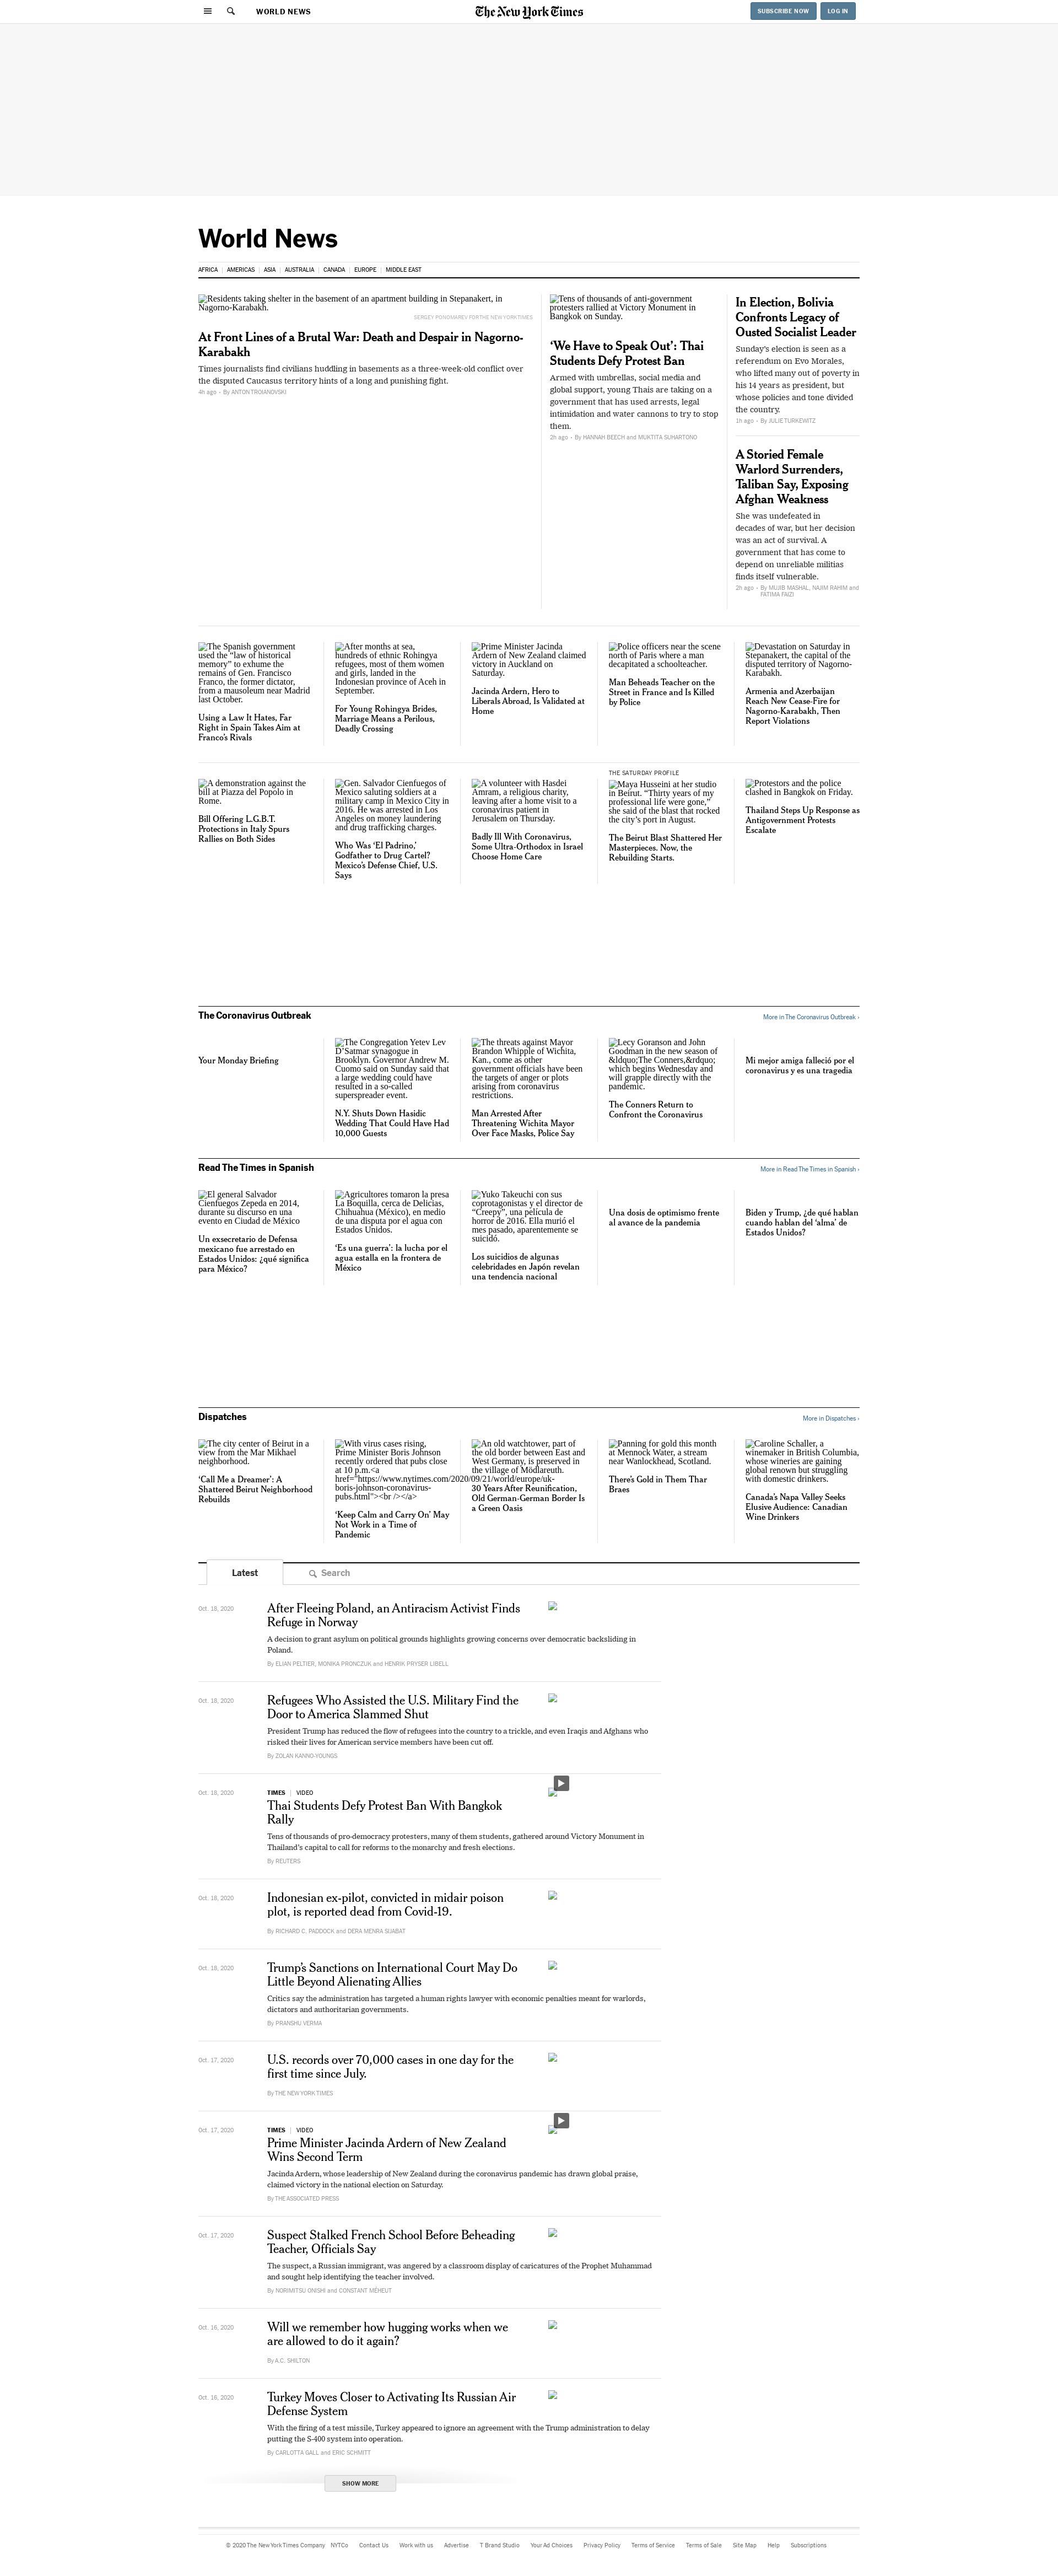 WORLD NEWS
The New York Times
SUBSCRIBE NOW
LOG IN
World News
AFRICA
AMERICAS
ASIA
AUSTRALIA
CANADA
EUROPE
MIDDLE EAST
Residents taking shelter in the basement of an apartment building in Stepanakert, in
Nagorno-Karabakh.
SERGEY PONOMAREV FOR THE NEW YORK TIMES
At Front Lines of a Brutal War: Death and Despair in Nagorno-
Karabakh
Times journalists find civilians huddling in basements as a three-week-old conflict over
the disputed Caucasus territory hints of a long and punishing fight.
4h ago - By ANTON TROIANOVSKI
Tens of thousands of anti-government
protesters rallied at Victory Monument in
Bangkok on Sunday.
‘We Have to Speak Out’: Thai
Students Defy Protest Ban
Armed with umbrellas, social media and
global support, young Thais are taking on a
government that has used arrests, legal
intimidation and water cannons to try to stop
them.
2h ago - By HANNAH BEECH and MUKTITA SUHARTONO
In Election, Bolivia
Confronts Legacy of
Ousted Socialist Leader
Sunday’s election is seen as a
referendum on Evo Morales,
who lifted many out of poverty in
his 14 years as president, but
whose policies and tone divided
the country.
1h ago - By JULIE TURKEWITZ
A Storied Female
Warlord Surrenders,
Taliban Say, Exposing
Afghan Weakness
She was undefeated in
decades of war, but her decision
was an act of survival. A
government that has come to
depend on unreliable militias
finds itself vulnerable.
2h ago - By MUJIB MASHAL, NAJIM RAHIM and
FATIMA FAIZI
The Spanish government
used the “law of historical
memory” to exhume the
remains of Gen. Francisco
Franco, the former dictator,
from a mausoleum near Madrid
last October.
Using a Law It Hates, Far
Right in Spain Takes Aim at
Franco’s Rivals
After months at sea,
hundreds of ethnic Rohingya
refugees, most of them women
and girls, landed in the
Indonesian province of Aceh in
September.
For Young Rohingya Brides,
Marriage Means a Perilous,
Deadly Crossing
Prime Minister Jacinda
Ardern of New Zealand claimed
victory in Auckland on
Saturday.
Jacinda Ardern, Hero to
Liberals Abroad, Is Validated at
Home
Police officers near the scene
north of Paris where a man
decapitated a schoolteacher.
Man Beheads Teacher on the
Street in France and Is Killed
by Police
Devastation on Saturday in
Stepanakert, the capital of the
disputed territory of Nagorno-
Karabakh.
Armenia and Azerbaijan
Reach New Cease-Fire for
Nagorno-Karabakh, Then
Report Violations
A demonstration against the
bill at Piazza del Popolo in
Rome.
Bill Offering L.G.B.T.
Protections in Italy Spurs
Rallies on Both Sides
Gen. Salvador Cienfuegos of
Mexico saluting soldiers at a
military camp in Mexico City in
2016. He was arrested in Los
Angeles on money laundering
and drug trafficking charges.
Who Was ‘El Padrino,’
Godfather to Drug Cartel?
Mexico’s Defense Chief, U.S.
Says
A volunteer with Hasdei
Amram, a religious charity,
leaving after a home visit to a
coronavirus patient in
Jerusalem on Thursday.
Badly Ill With Coronavirus,
Some Ultra-Orthodox in Israel
Choose Home Care
THE SATURDAY PROFILE
Maya Husseini at her studio
in Beirut. “Thirty years of my
professional life were gone,”
she said of the blast that rocked
the city’s port in August.
The Beirut Blast Shattered Her
Masterpieces. Now, the
Rebuilding Starts.
Protestors and the police
clashed in Bangkok on Friday.
Thailand Steps Up Response as
Antigovernment Protests
Escalate
The Coronavirus Outbreak
More in The Coronavirus Outbreak ›
Your Monday Briefing
The Congregation Yetev Lev
D’Satmar synagogue in
Brooklyn. Governor Andrew M.
Cuomo said on Sunday said that
a large wedding could have
resulted in a so-called
superspreader event.
N.Y. Shuts Down Hasidic
Wedding That Could Have Had
10,000 Guests
The threats against Mayor
Brandon Whipple of Wichita,
Kan., come as other
government officials have been
the targets of anger or plots
arising from coronavirus
restrictions.
Man Arrested After
Threatening Wichita Mayor
Over Face Masks, Police Say
Lecy Goranson and John
Goodman in the new season of
&ldquo;The Conners,&rdquo;
which begins Wednesday and
will grapple directly with the
pandemic.
The Conners Return to
Confront the Coronavirus
Mi mejor amiga falleció por el
coronavirus y es una tragedia
Read The Times in Spanish
More in Read The Times in Spanish ›
El general Salvador
Cienfuegos Zepeda en 2014,
durante su discurso en una
evento en Ciudad de México
Un exsecretario de Defensa
mexicano fue arrestado en
Estados Unidos: ¿qué significa
para México?
Agricultores tomaron la presa
La Boquilla, cerca de Delicias,
Chihuahua (México), en medio
de una disputa por el agua con
Estados Unidos.
‘Es una guerra’: la lucha por el
agua estalla en la frontera de
México
Yuko Takeuchi con sus
coprotagonistas y el director de
“Creepy”, una película de
horror de 2016. Ella murió el
mes pasado, aparentemente se
suicidó.
Los suicidios de algunas
celebridades en Japón revelan
una tendencia nacional
Una dosis de optimismo frente
al avance de la pandemia
Biden y Trump, ¿de qué hablan
cuando hablan del ‘alma’ de
Estados Unidos?
Dispatches
More in Dispatches ›
The city center of Beirut in a
view from the Mar Mikhael
neighborhood.
‘Call Me a Dreamer’: A
Shattered Beirut Neighborhood
Rebuilds
With virus cases rising,
Prime Minister Boris Johnson
recently ordered that pubs close
at 10 p.m.<a
href="https://www.nytimes.com/2020/09/21/world/europe/uk-
boris-johnson-coronavirus-
pubs.html"><br /></a>
‘Keep Calm and Carry On’ May
Not Work in a Time of
Pandemic
An old watchtower, part of
the old border between East and
West Germany, is preserved in
the village of Mödlareuth.
30 Years After Reunification,
Old German-German Border Is
a Green Oasis
Panning for gold this month
at Mennock Water, a stream
near Wanlockhead, Scotland.
There’s Gold in Them Thar
Braes
Caroline Schaller, a
winemaker in British Columbia,
whose wineries are gaining
global renown but struggling
with domestic drinkers.
Canada’s Napa Valley Seeks
Elusive Audience: Canadian
Wine Drinkers
Latest
Search
Oct. 18, 2020
After Fleeing Poland, an Antiracism Activist Finds
Refuge in Norway
A decision to grant asylum on political grounds highlights growing concerns over democratic backsliding in
Poland.
By ELIAN PELTIER, MONIKA PRONCZUK and HENRIK PRYSER LIBELL
Oct. 18, 2020
Refugees Who Assisted the U.S. Military Find the
Door to America Slammed Shut
President Trump has reduced the flow of refugees into the country to a trickle, and even Iraqis and Afghans who
risked their lives for American service members have been cut off.
By ZOLAN KANNO-YOUNGS
Oct. 18, 2020
TIMES | VIDEO
Thai Students Defy Protest Ban With Bangkok
Rally
Tens of thousands of pro-democracy protesters, many of them students, gathered around Victory Monument in
Thailand’s capital to call for reforms to the monarchy and fresh elections.
By REUTERS
Oct. 18, 2020
Indonesian ex-pilot, convicted in midair poison
plot, is reported dead from Covid-19.
By RICHARD C. PADDOCK and DERA MENRA SIJABAT
Oct. 18, 2020
Trump’s Sanctions on International Court May Do
Little Beyond Alienating Allies
Critics say the administration has targeted a human rights lawyer with economic penalties meant for warlords,
dictators and authoritarian governments.
By PRANSHU VERMA
Oct. 17, 2020
U.S. records over 70,000 cases in one day for the
first time since July.
By THE NEW YORK TIMES
Oct. 17, 2020
TIMES | VIDEO
Prime Minister Jacinda Ardern of New Zealand
Wins Second Term
Jacinda Ardern, whose leadership of New Zealand during the coronavirus pandemic has drawn global praise,
claimed victory in the national election on Saturday.
By THE ASSOCIATED PRESS
Oct. 17, 2020
Suspect Stalked French School Before Beheading
Teacher, Officials Say
The suspect, a Russian immigrant, was angered by a classroom display of caricatures of the Prophet Muhammad
and sought help identifying the teacher involved.
By NORIMITSU ONISHI and CONSTANT MÉHEUT
Oct. 16, 2020
Will we remember how hugging works when we
are allowed to do it again?
By A.C. SHILTON
Oct. 16, 2020
Turkey Moves Closer to Activating Its Russian Air
Defense System
With the firing of a test missile, Turkey appeared to ignore an agreement with the Trump administration to delay
putting the S-400 system into operation.
By CARLOTTA GALL and ERIC SCHMITT
SHOW MORE
© 2020 The New York Times Company NYTCo Contact Us Work with us Advertise T Brand Studio Your Ad Choices Privacy Policy Terms of Service Terms of Sale Site Map Help Subscriptions